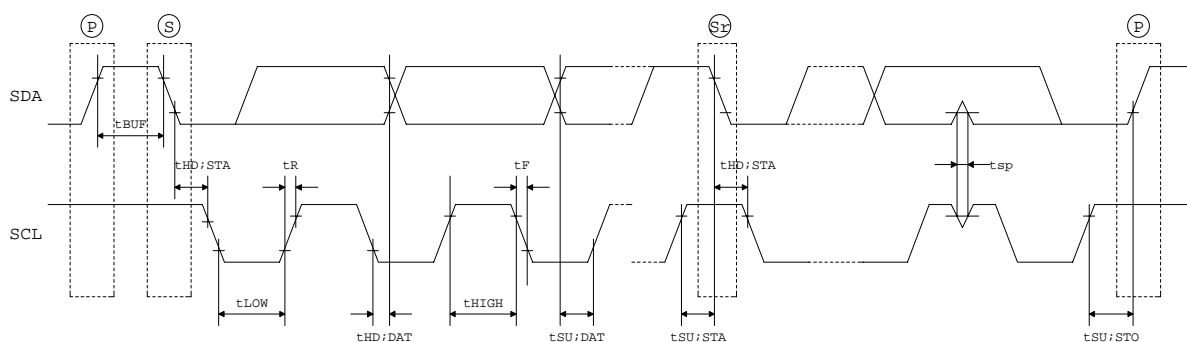 P S Sr P
SDA
tBUF
tHD;STA tR tF tHD;STA tsp
SCL
tLOW tHIGH
tHD;DAT tSU;DAT tSU;STA tSU;STO